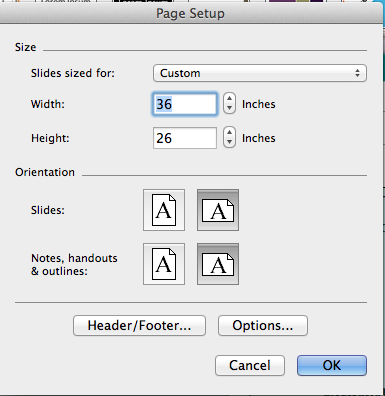 Page Setup
Size
Slides sized for: Custom
Width: 36 Inches
Height: 26 Inches
Orientation
Slides: A A
Notes, handouts
& outlines: A A
Header/Footer... Options...
Cancel OK